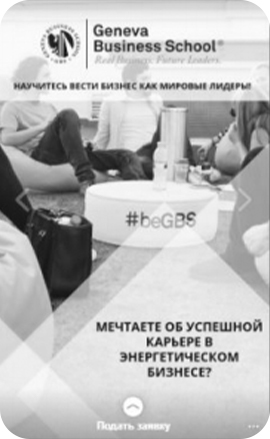 Geneva
Business School®
Real Business. Future Leaders.
НАУЧИТЕСЬ ВЕСТИ БИЗНЕС КАК МИРОВЫЕ ЛИДЕРЫ!
#beGBS
МЕЧТАЕТЕ ОБ УСПЕШНОЙ
КАРЬЕРЕ В
ЭНЕРГЕТИЧЕСКОМ
БИЗНЕСЕ?
Подать заявку